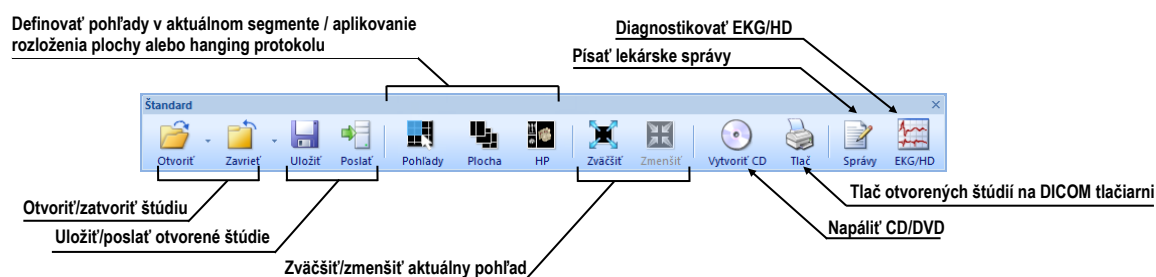 Definovať pohľady v aktuálnom segmente / aplikovanie
rozloženia plochy alebo hanging protokolu
Diagnostikovať EKG/HD
Písať lekárske správy
Štandard
Otvoriť
Zavrieť
Uložiť
Poslať
Pohľady
Plocha
HP
Zväčšiť
Zmenšiť
Vytvoriť CD
Tlač
Správy
EKG/HD
Otvoriť/zatvoriť štúdiu
Uložiť/poslať otvorené štúdie
Zväčšiť/zmenšiť aktuálny pohľad
Tlač otvorených štúdií na DICOM tlačiarni
Napáliť CD/DVD